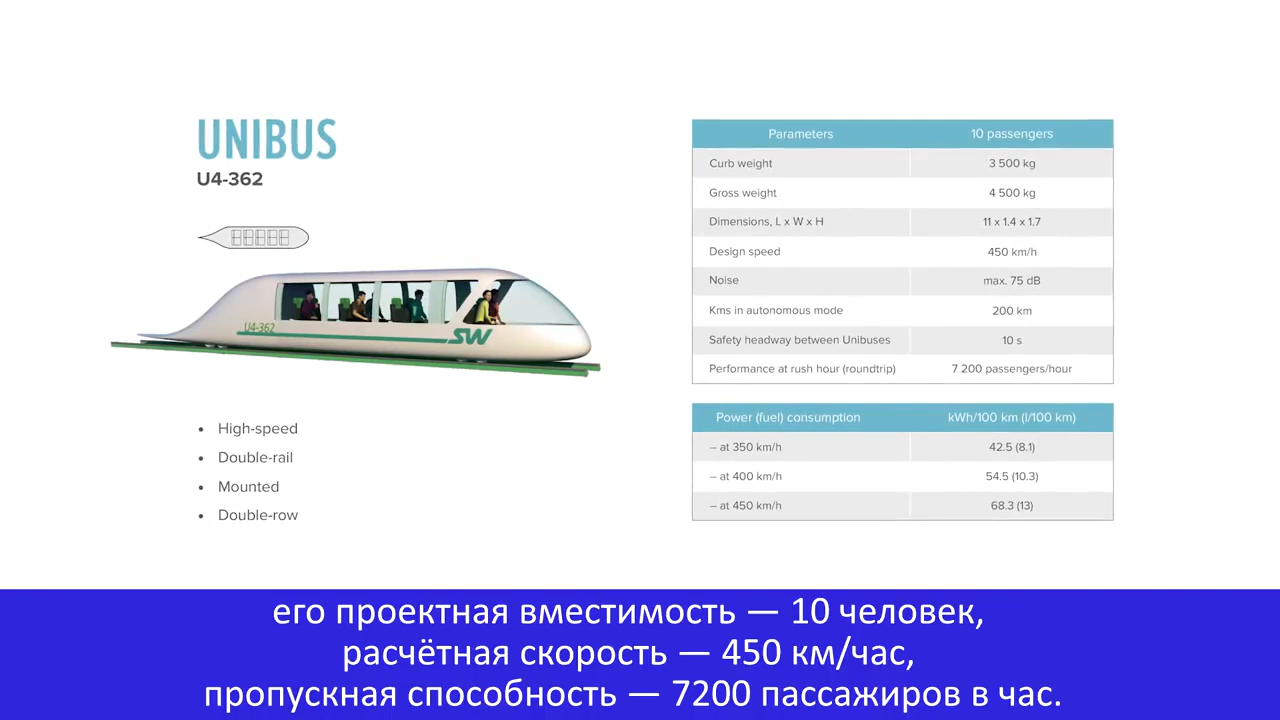 UNIBUS
U4-362
U4-362
SW
• High-speed
• Double-rail
• Mounted
• Double-row
Parameters 10 passengers
Curb weight 3 500 kg
Gross weight 4 500 kg
Dimensions, L x W x H 11 x 1.4 x 1.7
Design speed 450 km/h
Noise max. 75 dB
Kms in autonomous mode 200 km
Safety headway between Unibuses 10 s
Performance at rush hour (roundtrip) 7 200 passengers/hour
Power (fuel) consumption kWh/100 km (l/100 km)
– at 350 km/h 42.5 (8.1)
– at 400 km/h 54.5 (10.3)
– at 450 km/h 68.3 (13)
его проектная вместимость — 10 человек,
расчётная скорость — 450 км/час,
пропускная способность — 7200 пассажиров в час.